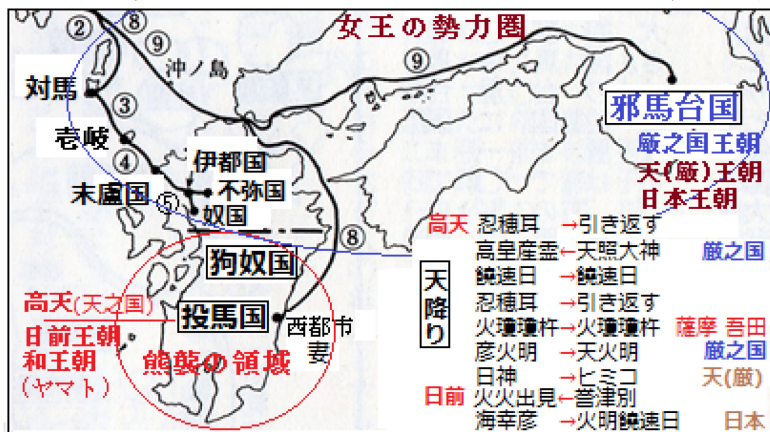 女王の勢力圏
②
⑧
⑨
沖ノ島
⑨
対馬
③
壱岐
④
伊都国
末盧国
不弥国
⑤
奴国
邪馬台国
厳之国王朝
天(厳)王朝
日本王朝
⑧
狗奴国
投馬国
西都市
妻
高天(天之国)
日前王朝
和王朝
(ヤマト)
熊襲の領域
天降り
高天 忍穂耳 →引き返す
高皇産霊←天照大神 厳之国
饒速日 →饒速日
忍穂耳 →引き返す
火瓊瓊杵→火瓊瓊杵 薩摩 吾田
彦火明 →天火明 厳之国
日神 →ヒミコ 天(厳)
日前 火火出見←誉津別
海幸彦 →火明饒速日 日本